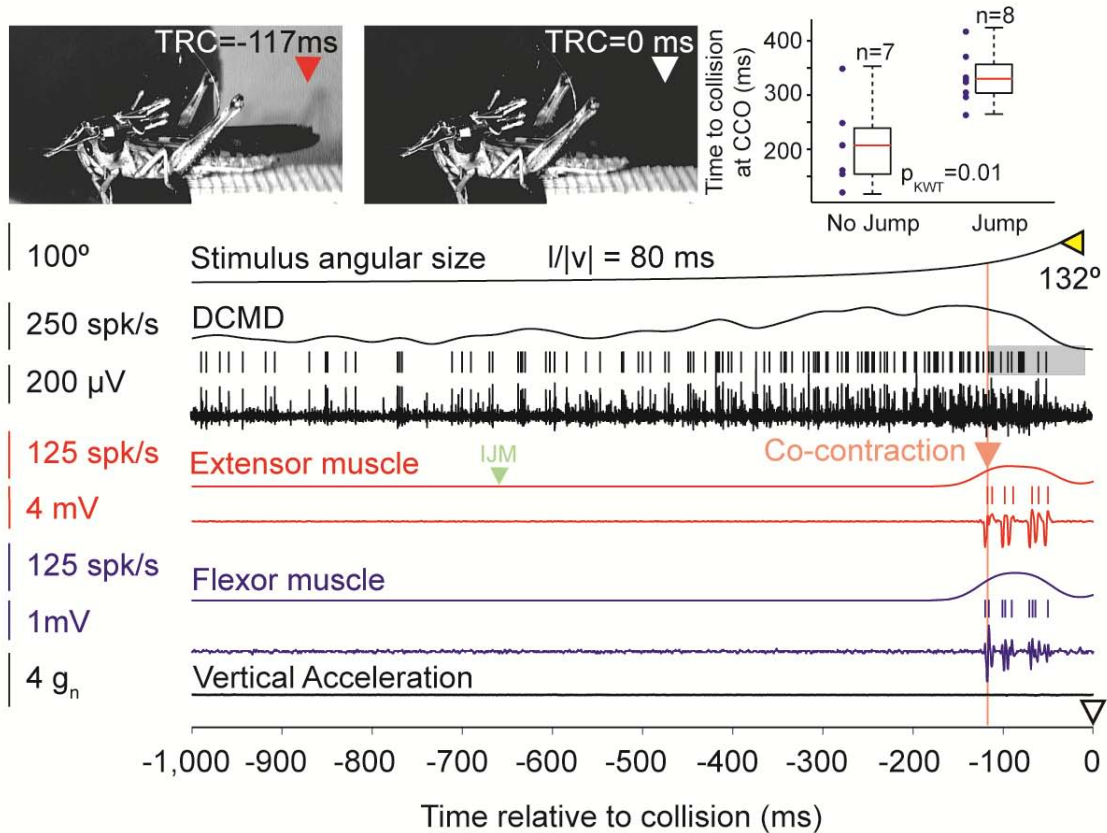 TRC=-117ms
TRC=0 ms
Time to collision
at CCO (ms)
400
300
200
n=7
n=8
p_KWT=0.01
No Jump
Jump
100º
Stimulus angular size
l/|v| = 80 ms
132º
250 spk/s
DCMD
200 µV
125 spk/s
Extensor muscle
IJM
Co-contraction
4 mV
125 spk/s
Flexor muscle
1mV
4 g_n
Vertical Acceleration
-1,000 -900 -800 -700 -600 -500 -400 -300 -200 -100 0
Time relative to collision (ms)